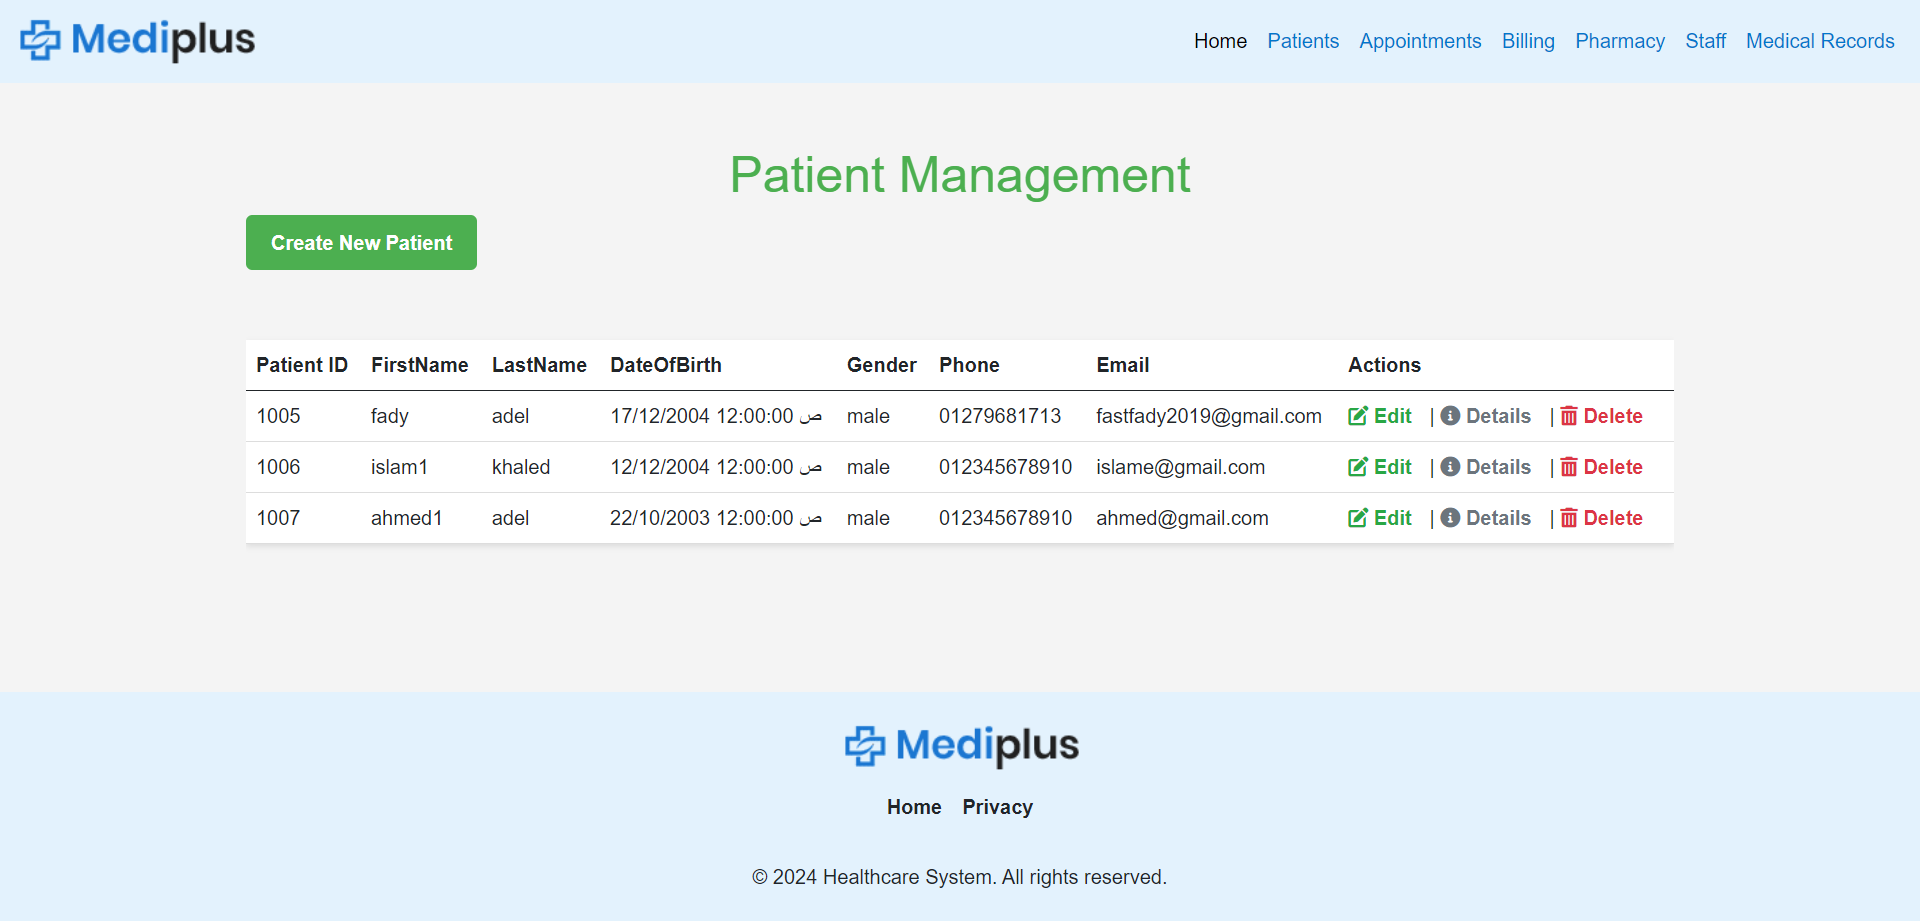 Mediplus
Home Patients Appointments Billing Pharmacy Staff Medical Records
Patient Management
Create New Patient
Patient ID FirstName LastName DateOfBirth Gender Phone Email Actions
1005 fady adel 17/12/2004 12:00:00 ص male 01279681713 fastfady2019@gmail.com Edit | Details | Delete
1006 islam1 khaled 12/12/2004 12:00:00 ص male 012345678910 islame@gmail.com Edit | Details | Delete
1007 ahmed1 adel 22/10/2003 12:00:00 ص male 012345678910 ahmed@gmail.com Edit | Details | Delete
Mediplus
Home Privacy
© 2024 Healthcare System. All rights reserved.